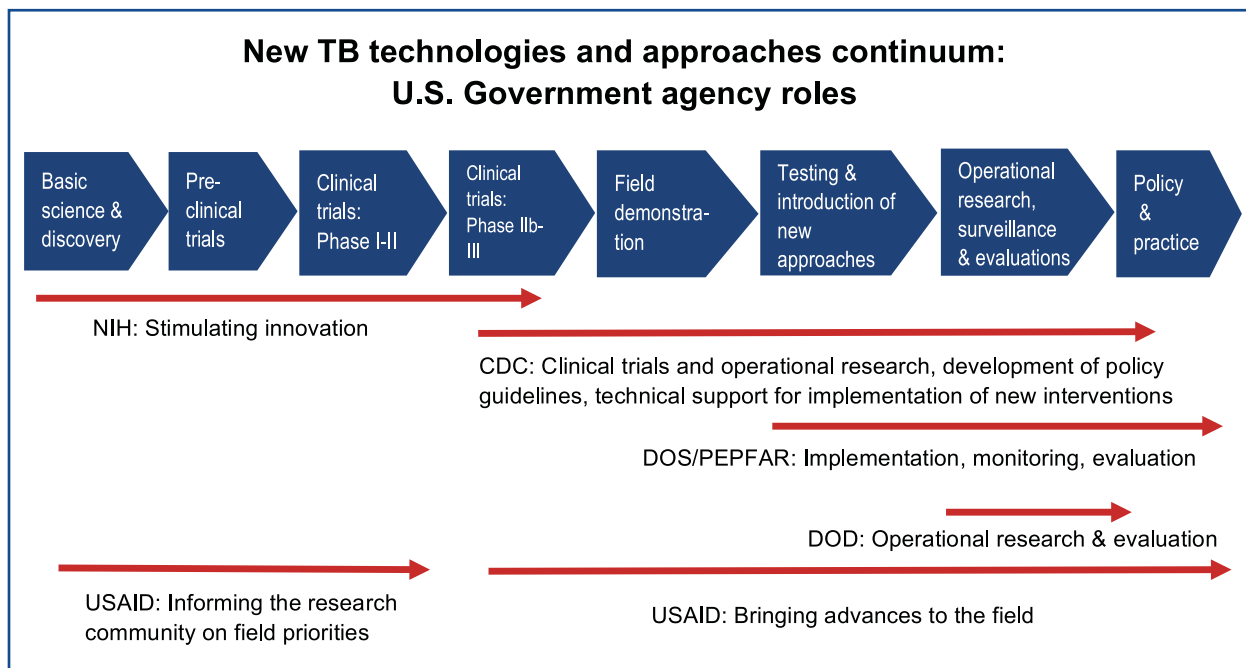 New TB technologies and approaches continuum:
U.S. Government agency roles
Basic
science &
discovery
Pre-
clinical
trials
Clinical
trials:
Phase I-II
Clinical
trials:
Phase IIb-
III
Field
demonstra-
tion
Testing &
introduction of
new
approaches
Operational
research,
surveillance
& evaluations
Policy
&
practice
NIH: Stimulating innovation
CDC: Clinical trials and operational research, development of policy
guidelines, technical support for implementation of new interventions
DOS/PEPFAR: Implementation, monitoring, evaluation
DOD: Operational research & evaluation
USAID: Informing the research
community on field priorities
USAID: Bringing advances to the field